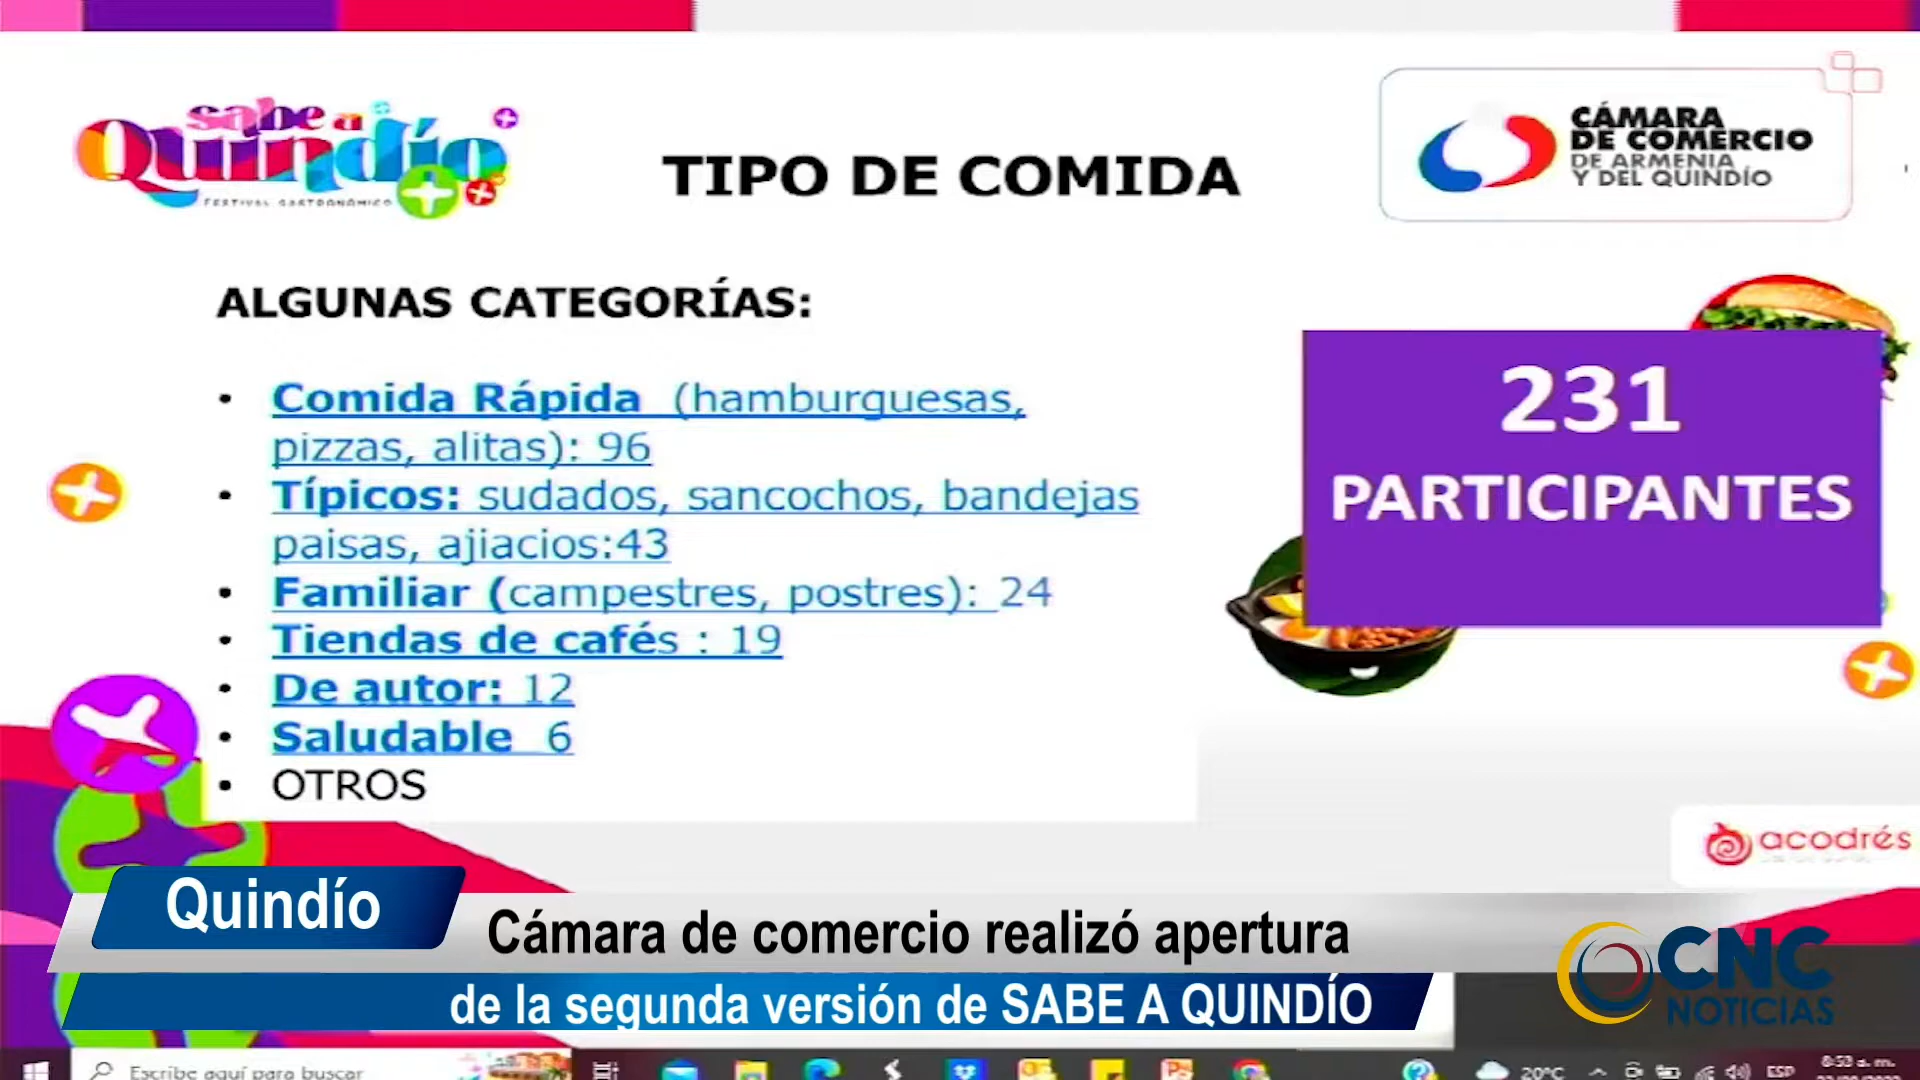 sabe a
Quindío
FESTIVAL GASTRONÓMICO
TIPO DE COMIDA
CÁMARA
DE COMERCIO
DE ARMENIA
Y DEL QUINDÍO
ALGUNAS CATEGORÍAS:
• Comida Rápida (hamburguesas,
pizzas, alitas): 96
• Típicos: sudados, sancochos, bandejas
paisas, ajiacios:43
• Familiar (campestres, postres): 24
• Tiendas de cafés : 19
• De autor: 12
• Saludable 6
• OTROS
231
PARTICIPANTES
acodrés
Quindío
Cámara de comercio realizó apertura
de la segunda versión de SABE A QUINDÍO
CNC
NOTICIAS
Escribe aquí para buscar
20°C
ESP
8:53 a. m.